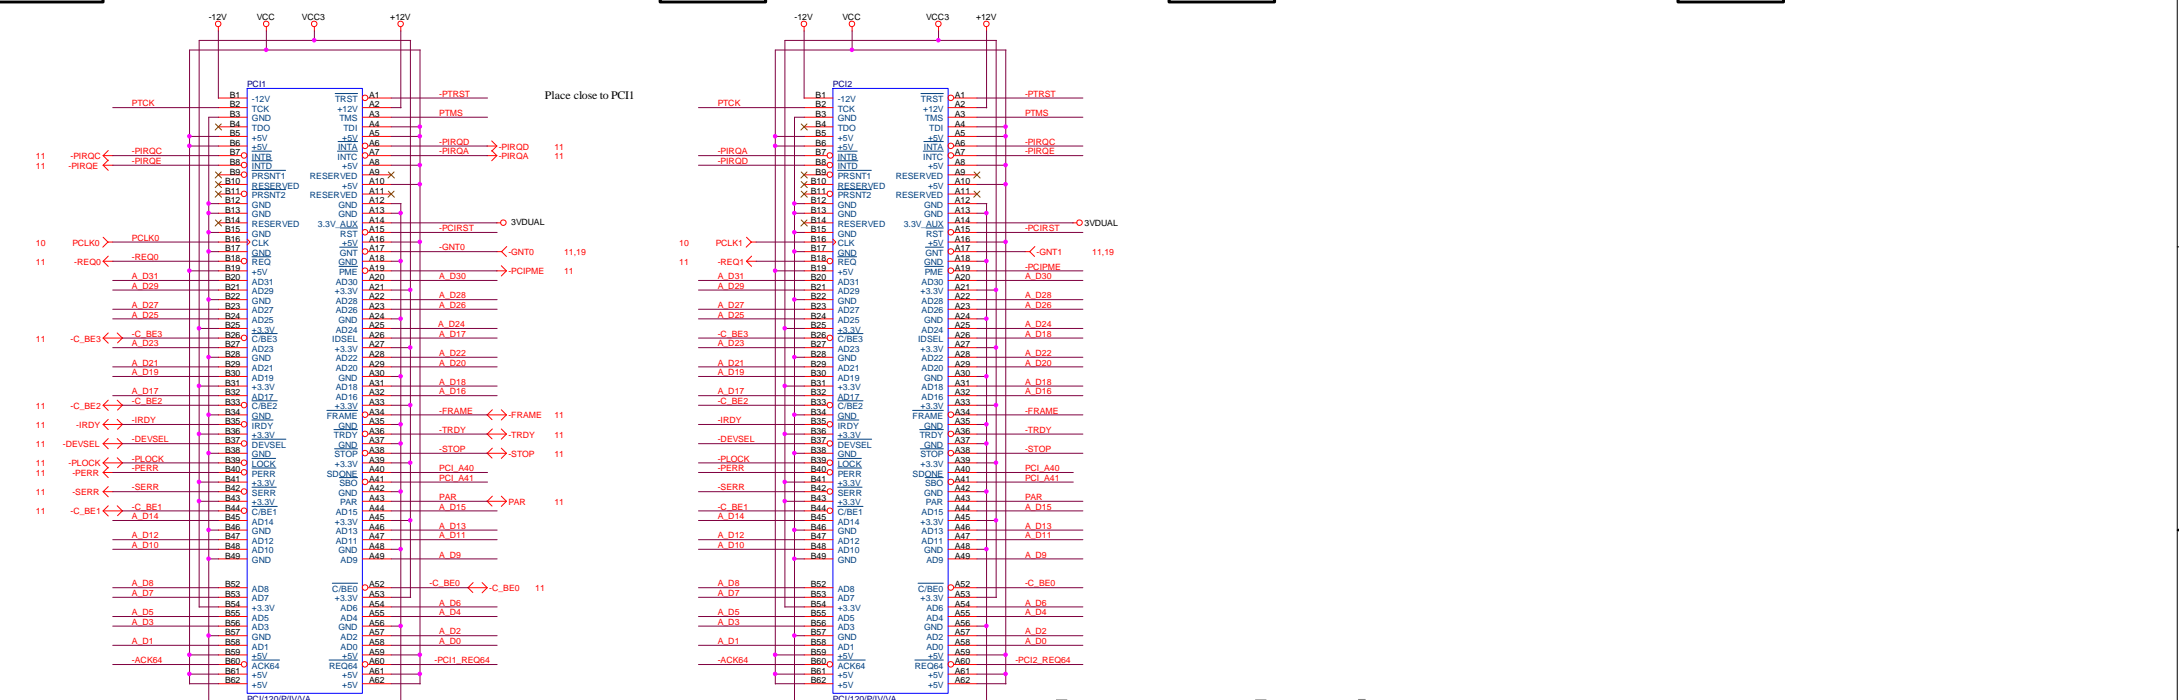 -12V VCC VCC3 +12V -12V VCC VCC3 +12V
PCI1 PCI2
Place close to PCI1
B1 -12V TRST A1 -PTRST B1 -12V TRST A1 -PTRST
PTCK B2 TCK +12V A2 PTCK B2 TCK +12V A2
B3 GND TMS A3 PTMS B3 GND TMS A3 PTMS
B4 TDO TDI A4 B4 TDO TDI A4
B5 +5V +5V A5 B5 +5V +5V A5
B6 +5V INTA A6 -PIRQD -PIRQD 11 B6 +5V INTA A6 -PIRQC
11 -PIRQC -PIRQC B7 INTB INTC A7 -PIRQA -PIRQA 11 -PIRQA B7 INTB INTC A7 -PIRQE
11 -PIRQE -PIRQE B8 INTD +5V A8 -PIRQD B8 INTD +5V A8
B9 PRSNT1 RESERVED A9 B9 PRSNT1 RESERVED A9
B10 RESERVED +5V A10 B10 RESERVED +5V A10
B11 PRSNT2 RESERVED A11 B11 PRSNT2 RESERVED A11
B12 GND GND A12 B12 GND GND A12
B13 GND GND A13 B13 GND GND A13
B14 RESERVED 3.3V_AUX A14 3VDUAL B14 RESERVED 3.3V_AUX A14 3VDUAL
B15 GND RST A15 -PCIRST B15 GND RST A15 -PCIRST
10 PCLK0 PCLK0 B16 CLK +5V A16 10 PCLK1 B16 CLK +5V A16
B17 GND GNT A17 -GNT0 -GNT0 11,19 B17 GND GNT A17 -GNT1 11,19
11 -REQ0 -REQ0 B18 REQ GND A18 11 -REQ1 B18 REQ GND A18
B19 +5V PME A19 -PCIPME 11 B19 +5V PME A19 -PCIPME
A_D31 B20 AD31 AD30 A20 A_D30 A_D31 B20 AD31 AD30 A20 A_D30
A_D29 B21 AD29 +3.3V A21 A_D29 B21 AD29 +3.3V A21
B22 GND AD28 A22 A_D28 B22 GND AD28 A22 A_D28
A_D27 B23 AD27 AD26 A23 A_D26 A_D27 B23 AD27 AD26 A23 A_D26
A_D25 B24 AD25 GND A24 A_D25 B24 AD25 GND A24
B25 +3.3V AD24 A25 A_D24 B25 +3.3V AD24 A25 A_D24
11 -C_BE3 -C_BE3 B26 C/BE3 IDSEL A26 A_D17 -C_BE3 B26 C/BE3 IDSEL A26 A_D18
A_D23 B27 AD23 +3.3V A27 A_D23 B27 AD23 +3.3V A27
B28 GND AD22 A28 A_D22 B28 GND AD22 A28 A_D22
A_D21 B29 AD21 AD20 A29 A_D20 A_D21 B29 AD21 AD20 A29 A_D20
A_D19 B30 AD19 GND A30 A_D19 B30 AD19 GND A30
B31 +3.3V AD18 A31 A_D18 B31 +3.3V AD18 A31 A_D18
A_D17 B32 AD17 AD16 A32 A_D16 A_D17 B32 AD17 AD16 A32 A_D16
11 -C_BE2 -C_BE2 B33 C/BE2 +3.3V A33 -C_BE2 B33 C/BE2 +3.3V A33
B34 GND FRAME A34 -FRAME -FRAME 11 B34 GND FRAME A34 -FRAME
11 -IRDY -IRDY B35 IRDY GND A35 -IRDY B35 IRDY GND A35
B36 +3.3V TRDY A36 -TRDY -TRDY 11 B36 +3.3V TRDY A36 -TRDY
11 -DEVSEL -DEVSEL B37 DEVSEL GND A37 -DEVSEL B37 DEVSEL GND A37
B38 GND STOP A38 -STOP -STOP 11 B38 GND STOP A38 -STOP
11 -PLOCK -PLOCK B39 LOCK +3.3V A39 -PLOCK B39 LOCK +3.3V A39
11 -PERR -PERR B40 PERR SDONE A40 PCI_A40 -PERR B40 PERR SDONE A40 PCI_A40
B41 +3.3V SBO A41 PCI_A41 B41 +3.3V SBO A41 PCI_A41
11 -SERR -SERR B42 SERR GND A42 -SERR B42 SERR GND A42
B43 +3.3V PAR A43 PAR PAR 11 B43 +3.3V PAR A43 PAR
11 -C_BE1 -C_BE1 B44 C/BE1 AD15 A44 A_D15 -C_BE1 B44 C/BE1 AD15 A44 A_D15
A_D14 B45 AD14 +3.3V A45 A_D14 B45 AD14 +3.3V A45
B46 GND AD13 A46 A_D13 B46 GND AD13 A46 A_D13
A_D12 B47 AD12 AD11 A47 A_D11 A_D12 B47 AD12 AD11 A47 A_D11
A_D10 B48 AD10 GND A48 A_D10 B48 AD10 GND A48
B49 GND AD9 A49 A_D9 B49 GND AD9 A49 A_D9
A_D8 B52 AD8 C/BE0 A52 -C_BE0 -C_BE0 11 A_D8 B52 AD8 C/BE0 A52 -C_BE0
A_D7 B53 AD7 +3.3V A53 A_D7 B53 AD7 +3.3V A53
B54 +3.3V AD6 A54 A_D6 B54 +3.3V AD6 A54 A_D6
A_D5 B55 AD5 AD4 A55 A_D4 A_D5 B55 AD5 AD4 A55 A_D4
A_D3 B56 AD3 GND A56 A_D3 B56 AD3 GND A56
B57 GND AD2 A57 A_D2 B57 GND AD2 A57 A_D2
A_D1 B58 AD1 AD0 A58 A_D0 A_D1 B58 AD1 AD0 A58 A_D0
B59 +5V +5V A59 B59 +5V +5V A59
-ACK64 B60 ACK64 REQ64 A60 -PCI1_REQ64 -ACK64 B60 ACK64 REQ64 A60 -PCI2_REQ64
B61 +5V +5V A61 B61 +5V +5V A61
B62 +5V +5V A62 B62 +5V +5V A62
PCI/120/P/IV/VA PCI/120/P/IV/VA